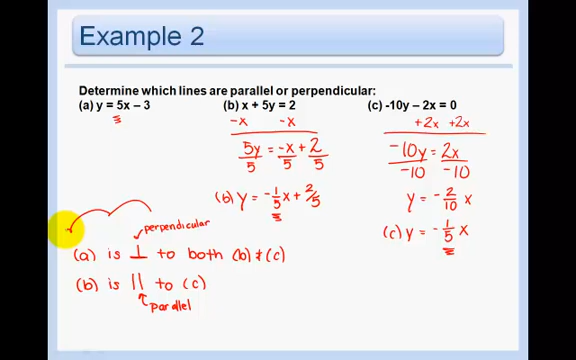 Example 2
Determine which lines are parallel or perpendicular:
(a) y = 5x – 3
(b) x + 5y = 2
(c) -10y – 2x = 0
-x -x
+2x +2x
5y/5 = -x/5 + 2/5
-10y/-10 = 2x/-10
(b) y = -1/5 x + 2/5
y = -2/10 x
(c) y = -1/5 x
perpendicular
(a) is ⊥ to both (b) & (c)
(b) is || to (c)
parallel